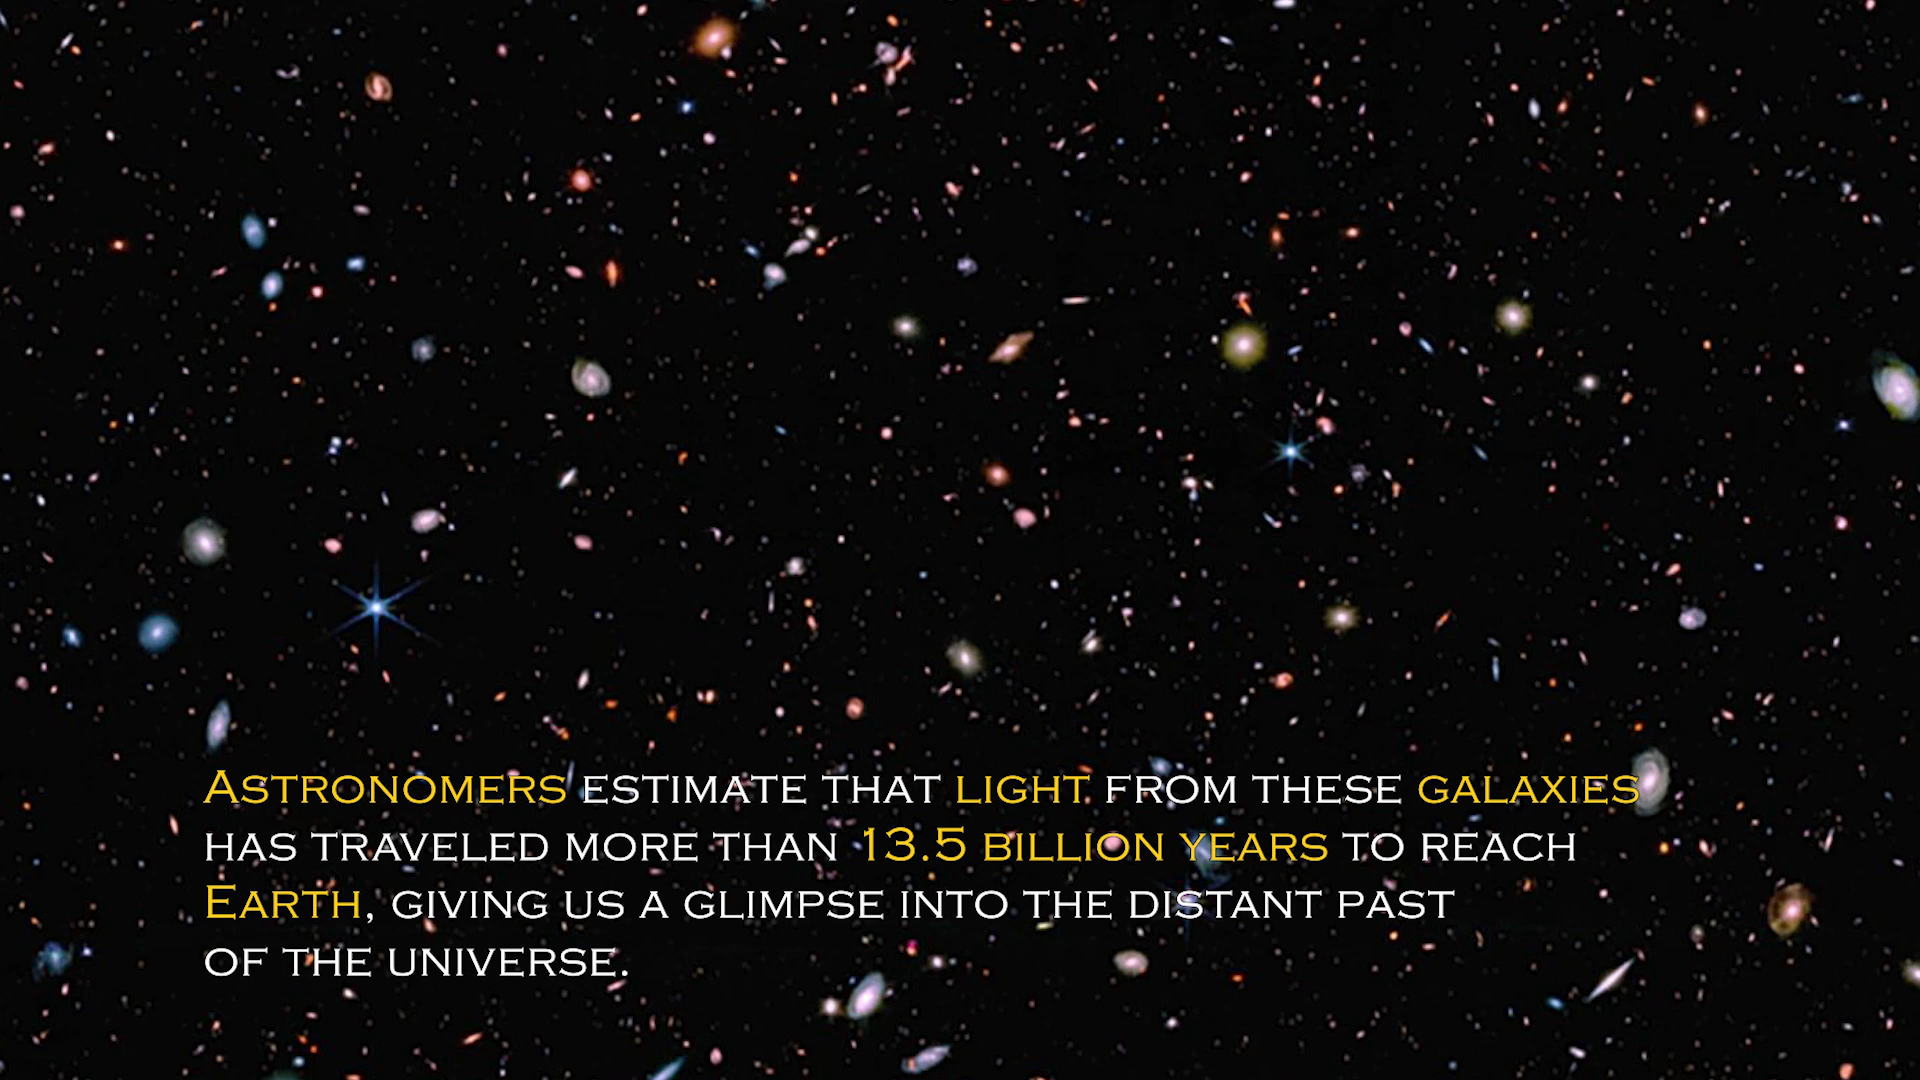 Astronomers estimate that light from these galaxies
has traveled more than 13.5 billion years to reach
Earth, giving us a glimpse into the distant past
of the universe.